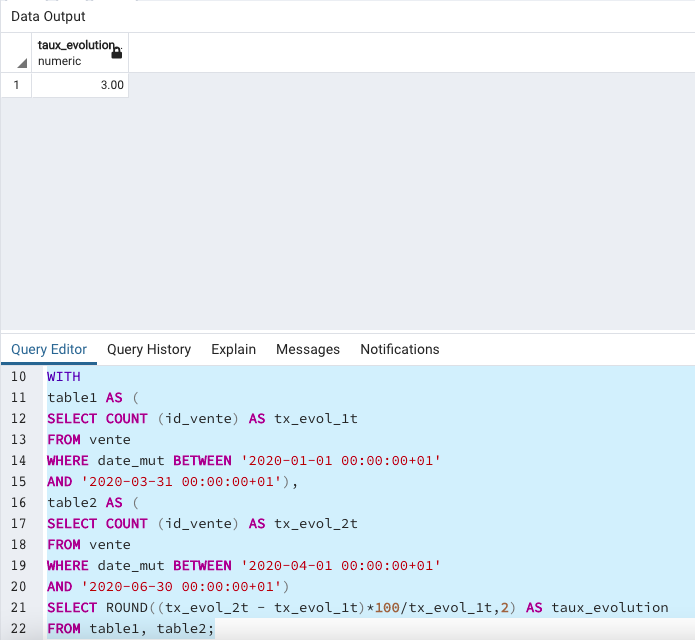 Data Output
taux_evolution
numeric
1 3.00
Query Editor Query History Explain Messages Notifications
10 WITH
11 table1 AS (
12 SELECT COUNT (id_vente) AS tx_evol_1t
13 FROM vente
14 WHERE date_mut BETWEEN '2020-01-01 00:00:00+01'
15 AND '2020-03-31 00:00:00+01'),
16 table2 AS (
17 SELECT COUNT (id_vente) AS tx_evol_2t
18 FROM vente
19 WHERE date_mut BETWEEN '2020-04-01 00:00:00+01'
20 AND '2020-06-30 00:00:00+01')
21 SELECT ROUND((tx_evol_2t - tx_evol_1t)*100/tx_evol_1t,2) AS taux_evolution
22 FROM table1, table2;